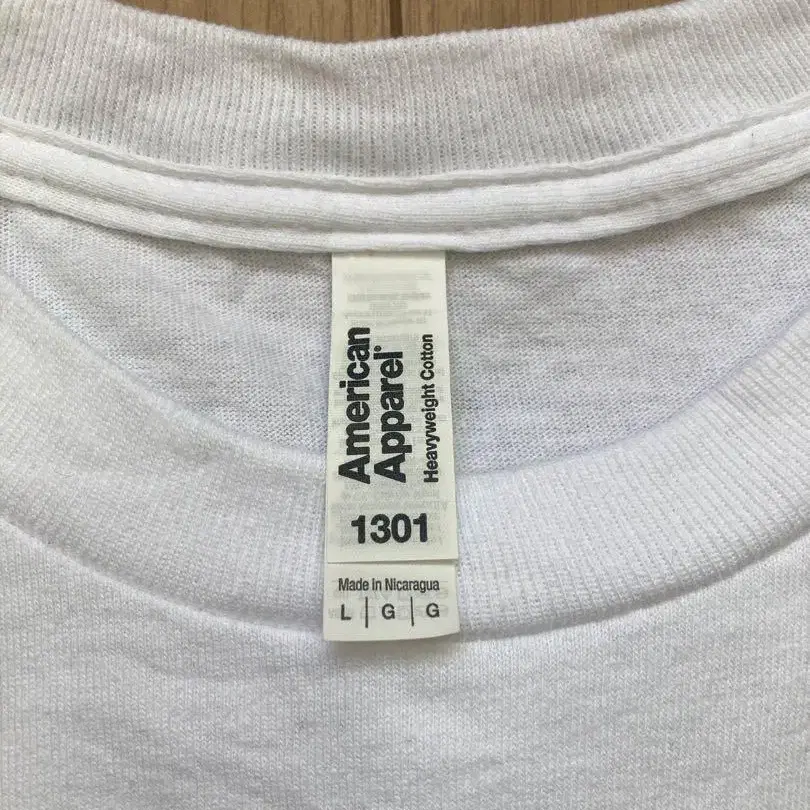 American
Apparel®
Heavyweight Cotton
1301
Made in Nicaragua
L | G | G